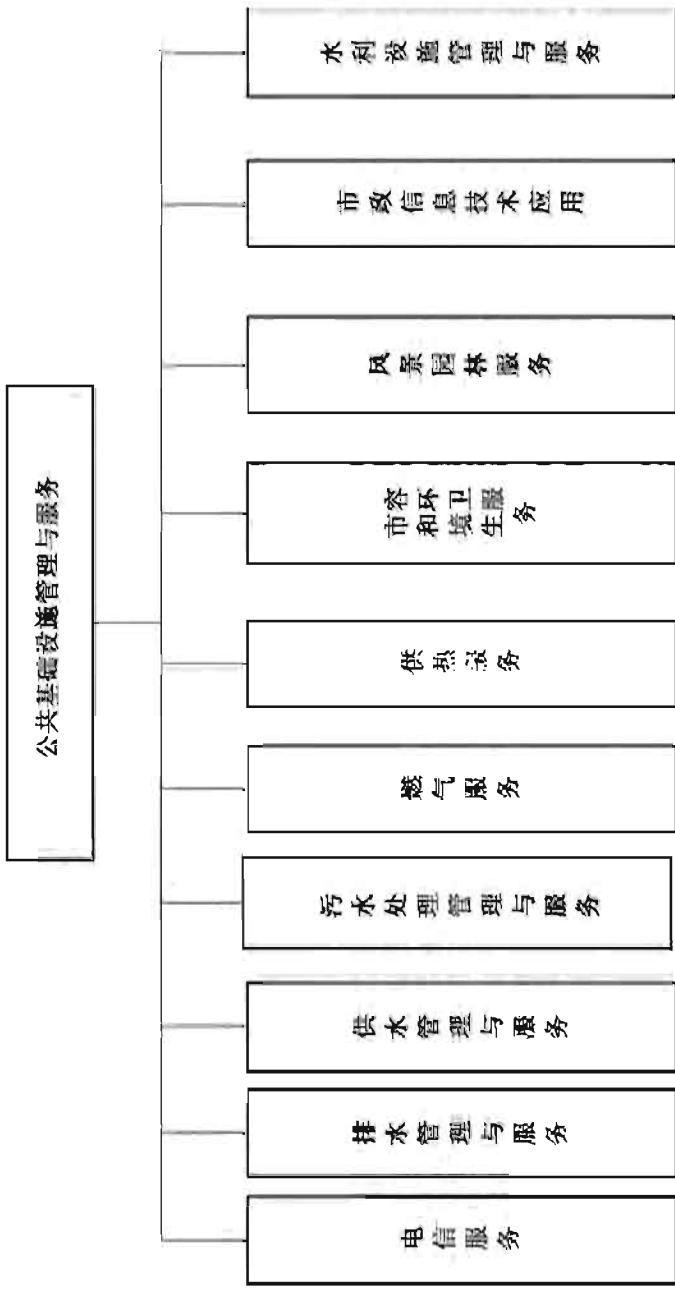 公共基础设施管理与服务
电信服务
排水管理与服务
供水管理与服务
污水处理管理与服务
燃气服务
供热服务
市容和环境卫生服务
风景园林服务
市政信息技术应用
水利设施管理与服务